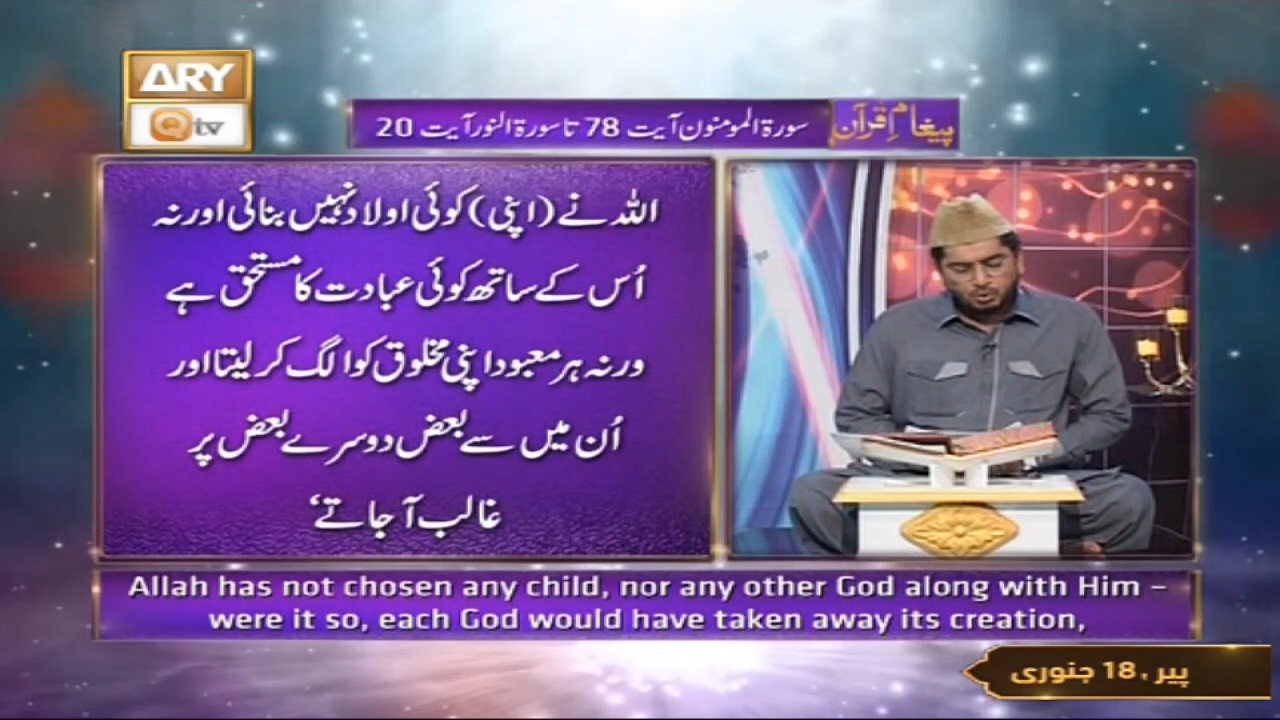 ARY
Qtv
پیغامِ قرآن
سورۃ المومنون آیت 78 تا سورۃ النور آیت 20
اللہ نے (اپنی) کوئی اولاد نہیں بنائی اور نہ
اُس کے ساتھ کوئی عبادت کا مستحق ہے
ورنہ ہر معبود اپنی مخلوق کو الگ کر لیتا اور
اُن میں سے بعض دوسرے بعض پر
غالب آ جاتے‘
Allah has not chosen any child, nor any other God along with Him –
were it so, each God would have taken away its creation,
پیر، 18 جنوری